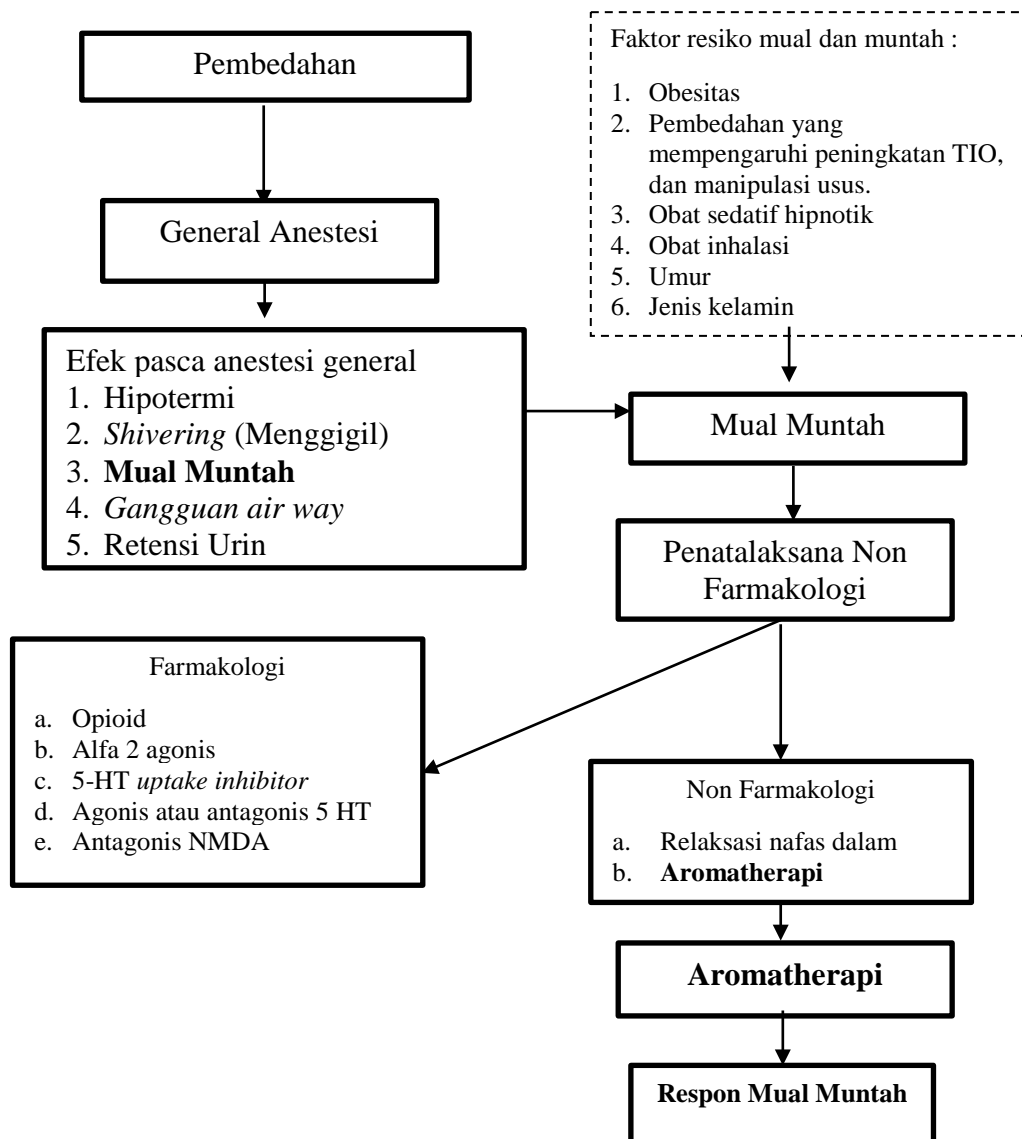 Pembedahan
General Anestesi
Efek pasca anestesi general
1. Hipotermi
2. Shivering (Menggigil)
3. Mual Muntah
4. Gangguan air way
5. Retensi Urin
Faktor resiko mual dan muntah :
1. Obesitas
2. Pembedahan yang
mempengaruhi peningkatan TIO,
dan manipulasi usus.
3. Obat sedatif hipnotik
4. Obat inhalasi
5. Umur
6. Jenis kelamin
Mual Muntah
Penatalaksana Non
Farmakologi
Farmakologi
a. Opioid
b. Alfa 2 agonis
c. 5-HT uptake inhibitor
d. Agonis atau antagonis 5 HT
e. Antagonis NMDA
Non Farmakologi
a. Relaksasi nafas dalam
b. Aromatherapi
Aromatherapi
Respon Mual Muntah